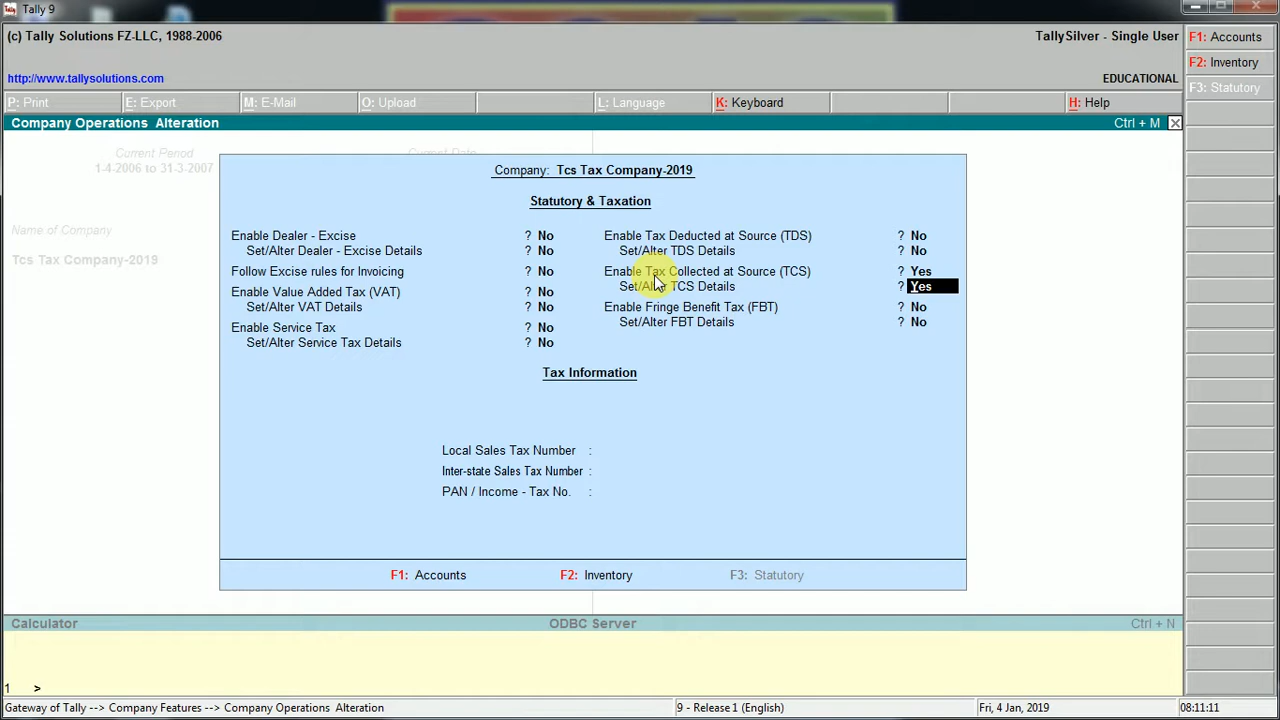 Tally 9
(c) Tally Solutions FZ-LLC, 1988-2006
TallySilver - Single User
http://www.tallysolutions.com
EDUCATIONAL
P: Print E: Export M: E-Mail O: Upload L: Language K: Keyboard H: Help
F1: Accounts
F2: Inventory
F3: Statutory
Company Operations Alteration
Ctrl + M
Current Period
1-4-2006 to 31-3-2007
Current Date
Name of Company
Tcs Tax Company-2019
Company: Tcs Tax Company-2019
Statutory & Taxation
Enable Dealer - Excise ? No
Set/Alter Dealer - Excise Details ? No
Follow Excise rules for Invoicing ? No
Enable Value Added Tax (VAT) ? No
Set/Alter VAT Details ? No
Enable Service Tax ? No
Set/Alter Service Tax Details ? No
Enable Tax Deducted at Source (TDS) ? No
Set/Alter TDS Details ? No
Enable Tax Collected at Source (TCS) ? Yes
Set/Alter TCS Details ? Yes
Enable Fringe Benefit Tax (FBT) ? No
Set/Alter FBT Details ? No
Tax Information
Local Sales Tax Number :
Inter-state Sales Tax Number :
PAN / Income - Tax No. :
F1: Accounts F2: Inventory F3: Statutory
Calculator ODBC Server Ctrl + N
1 >
Gateway of Tally --> Company Features --> Company Operations Alteration
9 - Release 1 (English)
Fri, 4 Jan, 2019
08:11:11